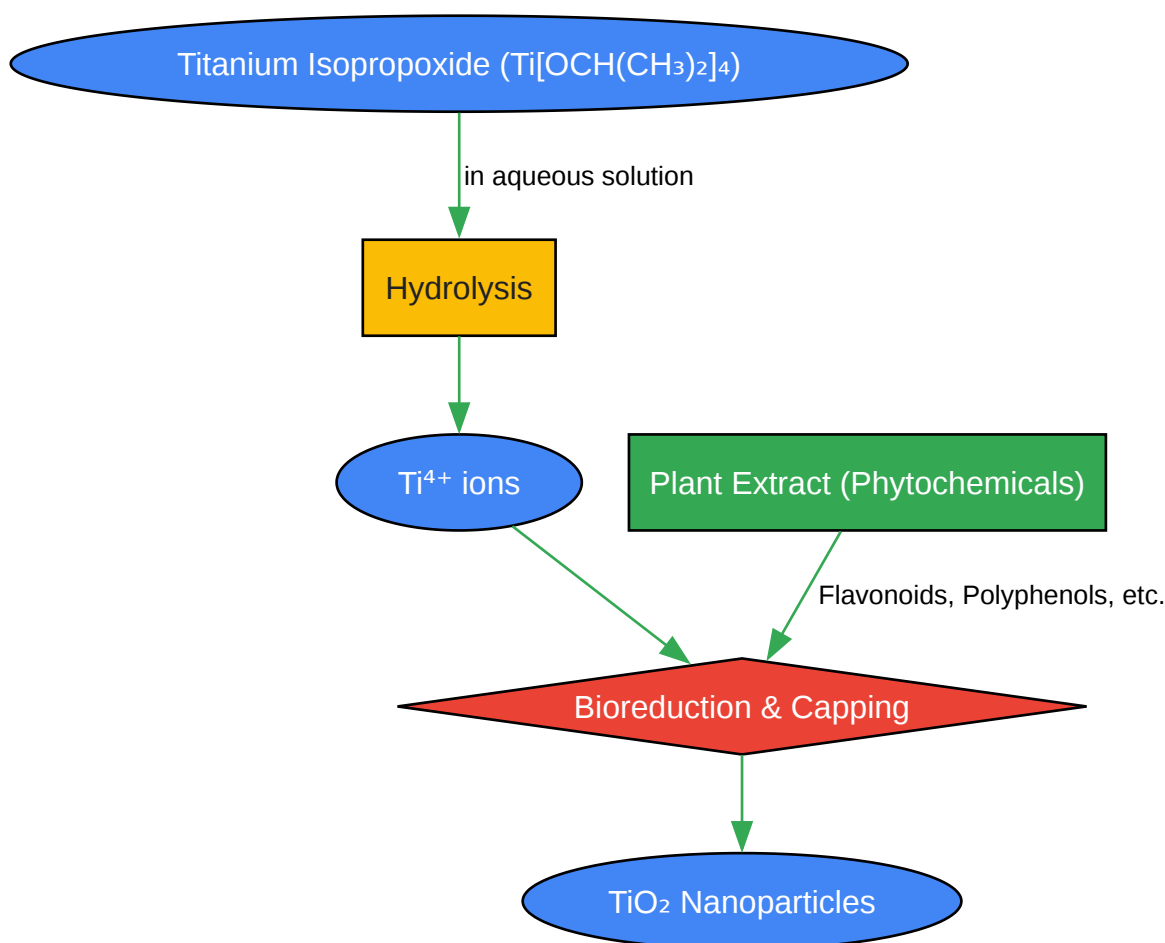 Titanium Isopropoxide (Ti[OCH(CH₃)₂]₄)
in aqueous solution
Hydrolysis
Ti⁴⁺ ions
Plant Extract (Phytochemicals)
Flavonoids, Polyphenols, etc.
Bioreduction & Capping
TiO₂ Nanoparticles